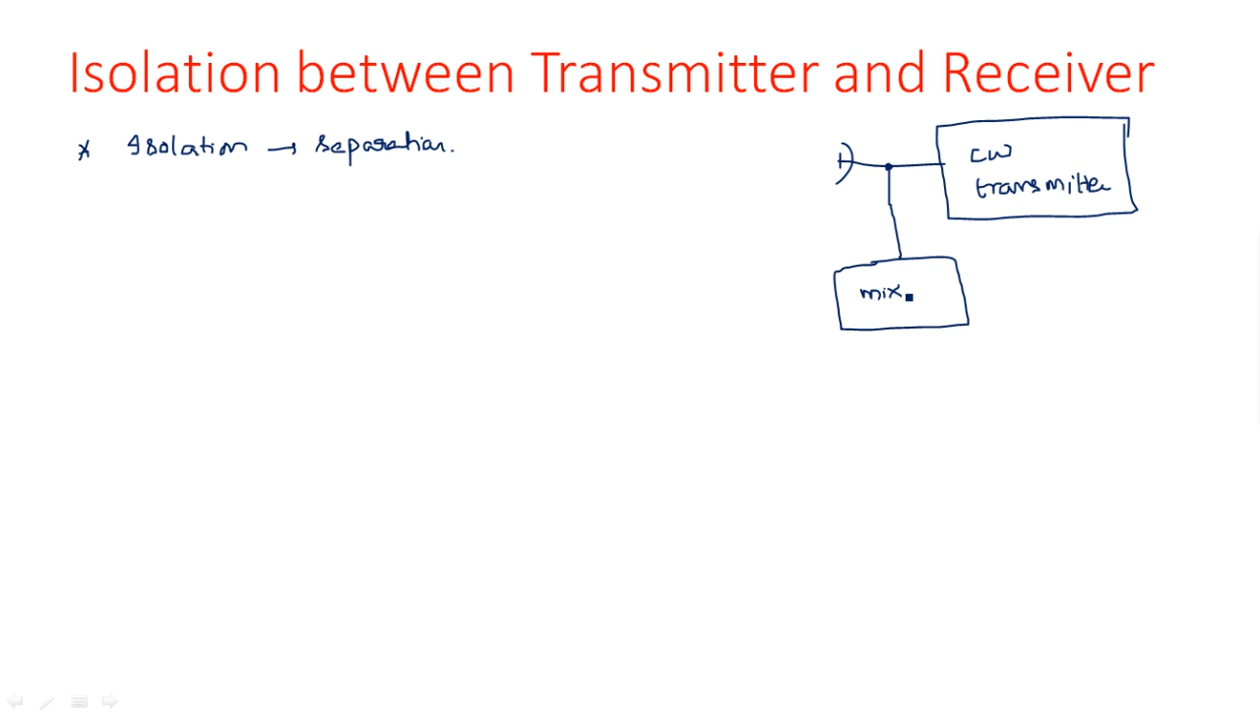 Isolation between Transmitter and Receiver
* Isolation → Separation.
CW
transmitter
mix